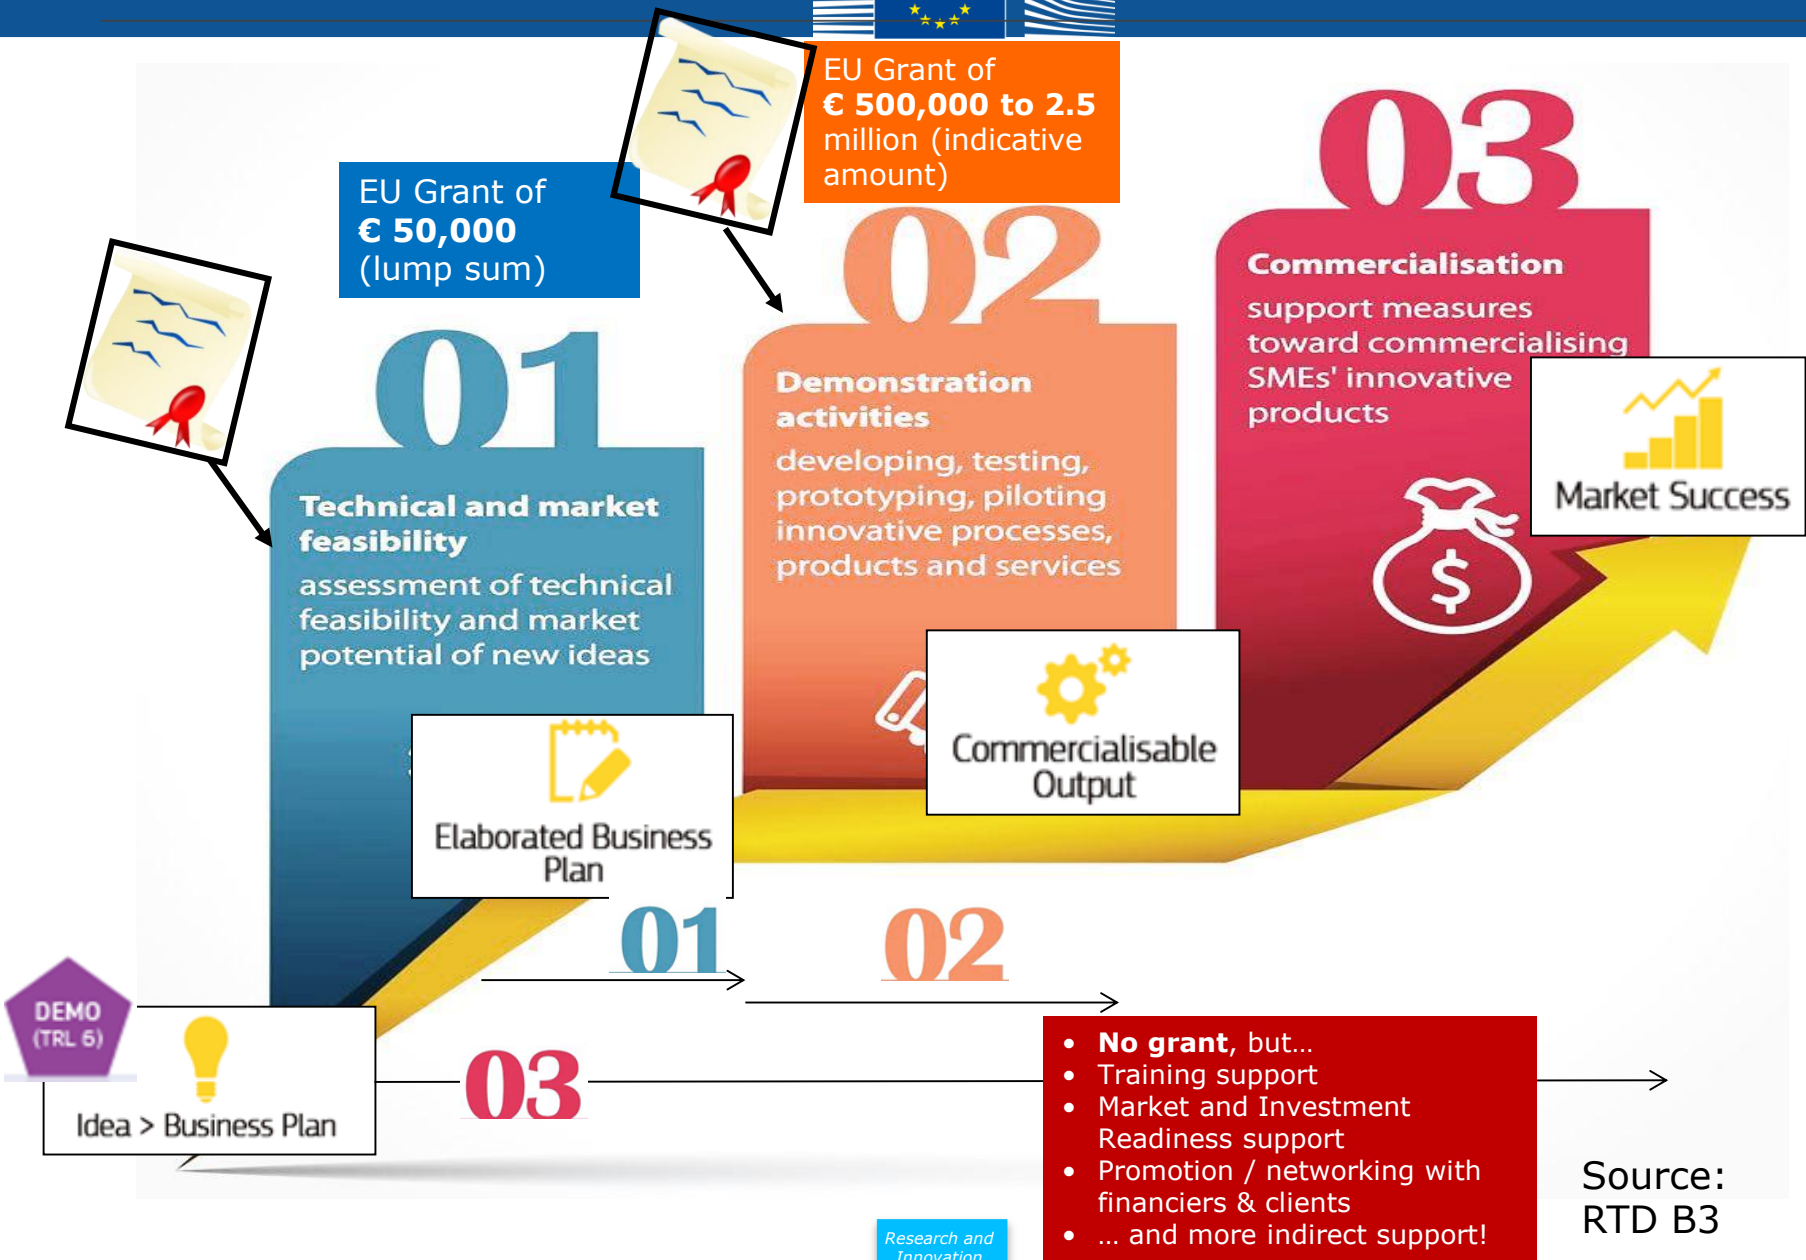 EU Grant of
€ 50,000
(lump sum)
EU Grant of
€ 500,000 to 2.5
million (indicative
amount)
01
Technical and market
feasibility
assessment of technical
feasibility and market
potential of new ideas
02
Demonstration
activities
developing, testing,
prototyping, piloting
innovative processes,
products and services
03
Commercialisation
support measures
toward commercialising
SMEs' innovative
products
$
Market Success
Commercialisable
Output
Elaborated Business
Plan
01
02
DEMO
(TRL 6)
Idea > Business Plan
03
• No grant, but…
• Training support
• Market and Investment
Readiness support
• Promotion / networking with
financiers & clients
• … and more indirect support!
Source:
RTD B3
Research and
Innovation